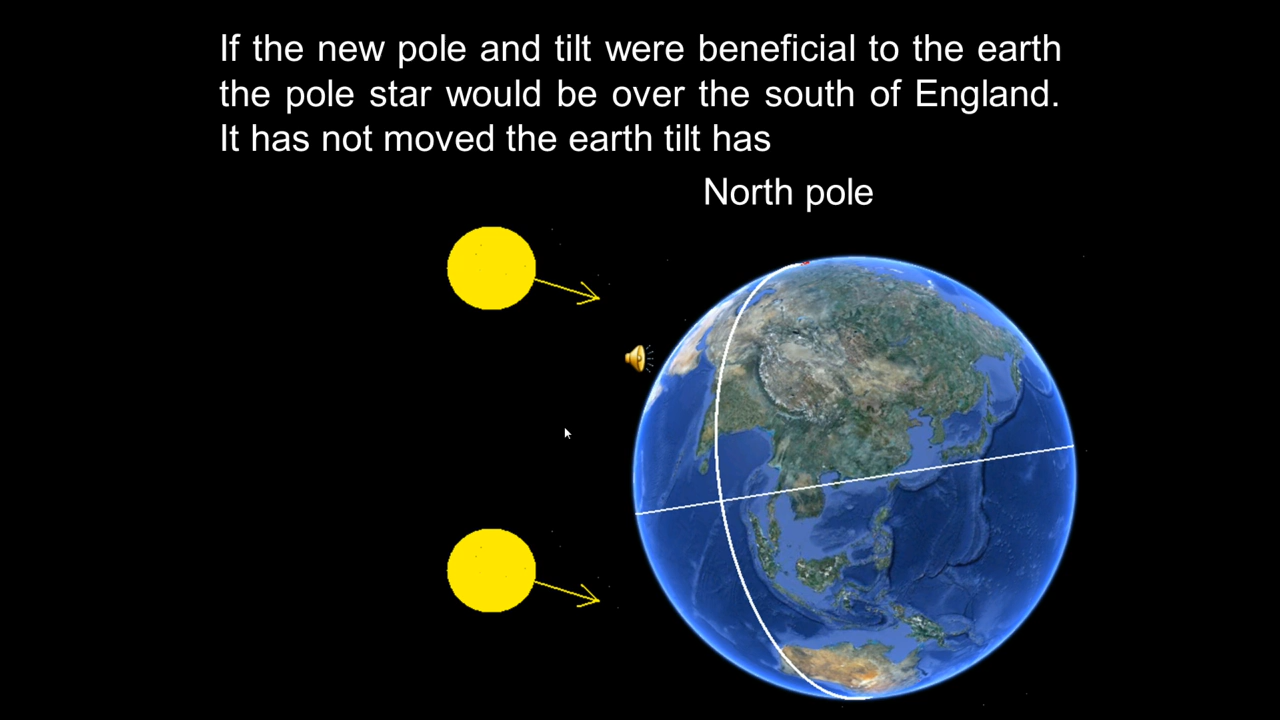 If the new pole and tilt were beneficial to the earth
the pole star would be over the south of England.
It has not moved the earth tilt has
North pole